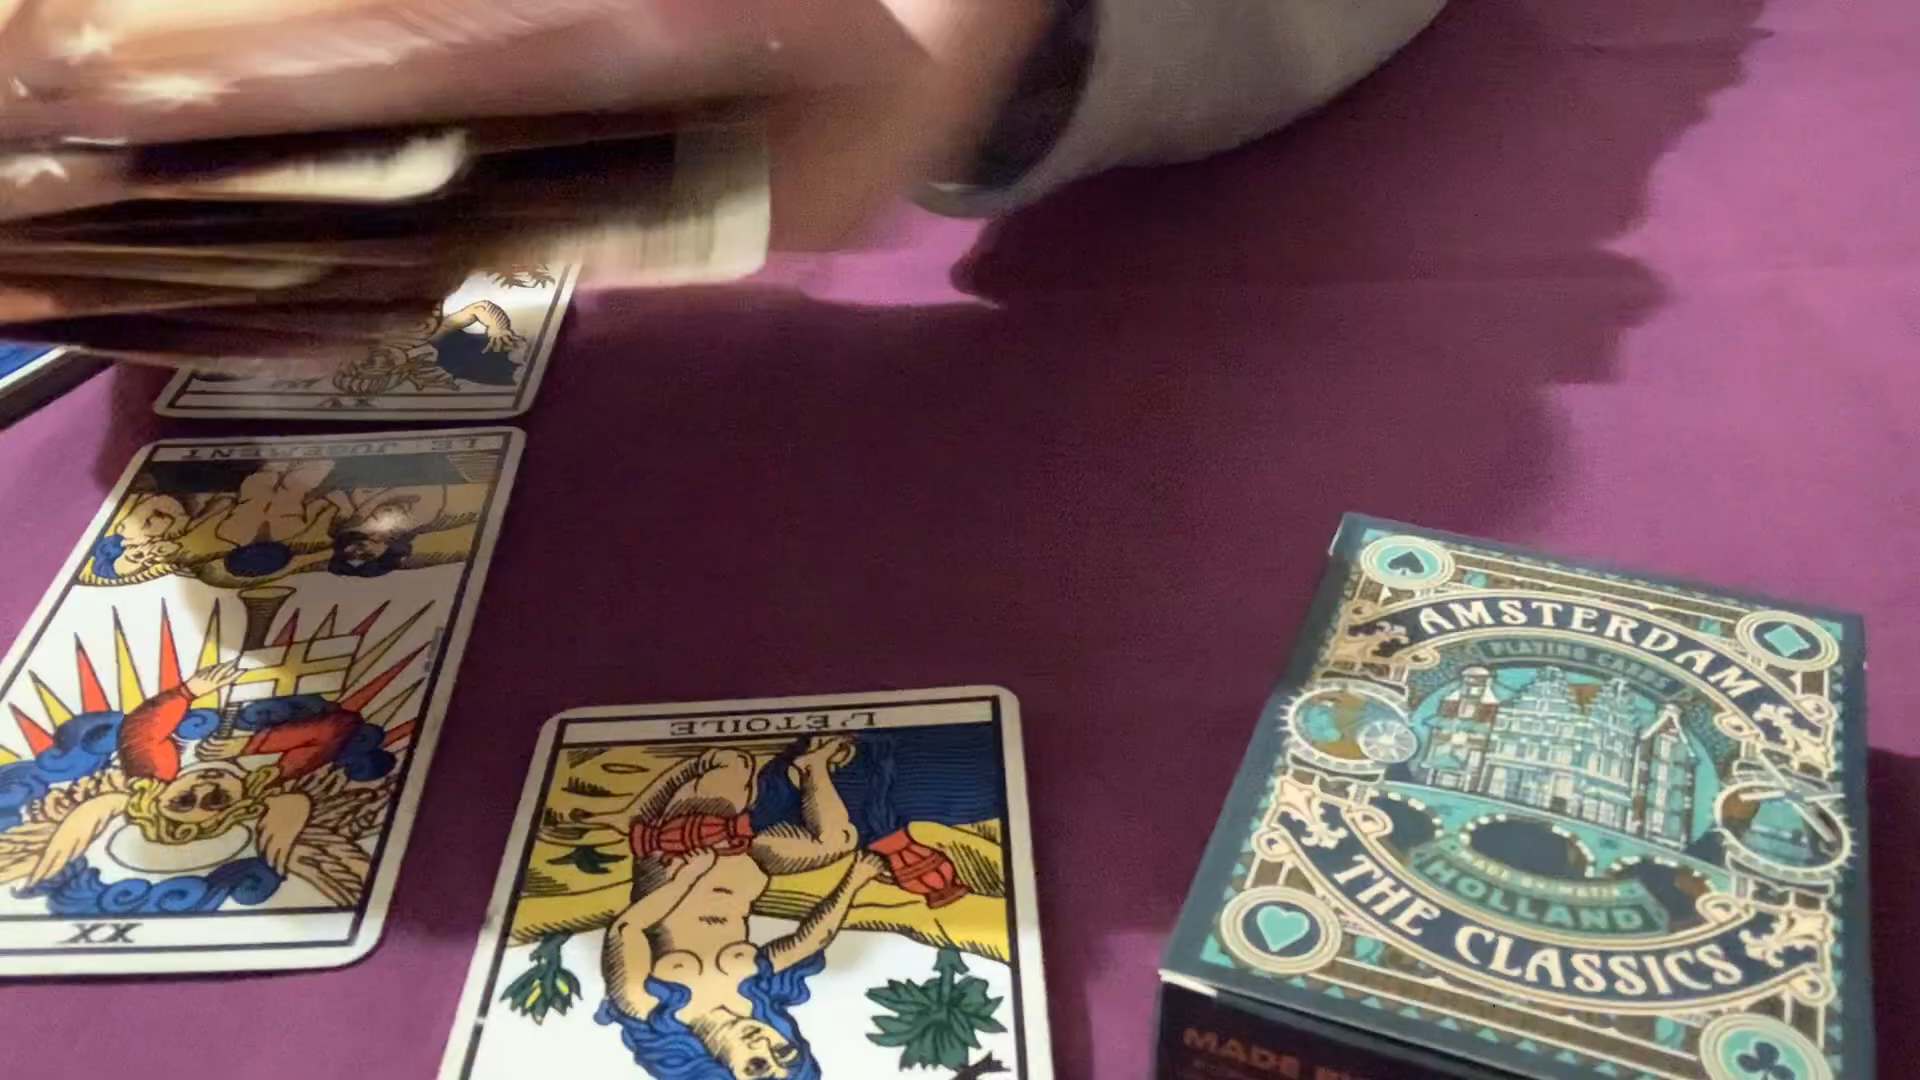 XV
LE · JUGEMENT
XX
L'ETOILE
AMSTERDAM
PLAYING CARDS
HOLLAND
THE CLASSICS
MADE